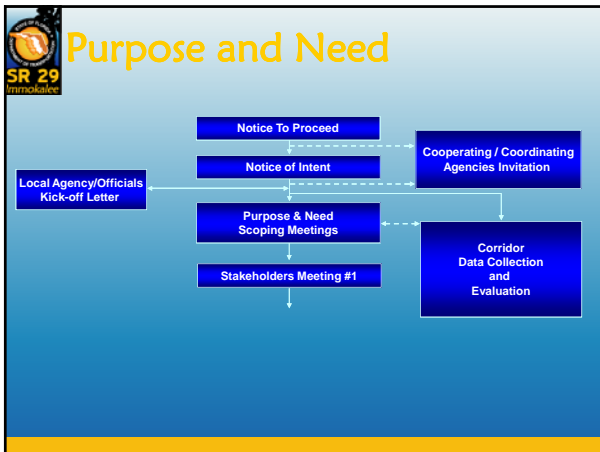 Purpose and Need
SR 29
Immokalee
Notice To Proceed
Cooperating / Coordinating
Agencies Invitation
Notice of Intent
Local Agency/Officials
Kick-off Letter
Purpose & Need
Scoping Meetings
Corridor
Data Collection
and
Evaluation
Stakeholders Meeting #1